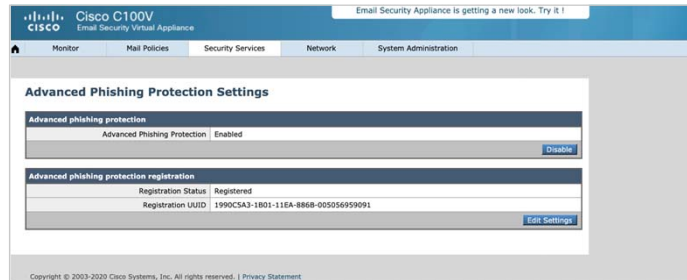 Cisco C100V
Email Security Appliance is getting a new look. Try it !
CISCO
Email Security Virtual Appliance
Monitor Mail Policies Security Services Network System Administration
Advanced Phishing Protection Settings
Advanced phishing protection
Advanced Phishing Protection Enabled
Disable
Advanced phishing protection registration
Registration Status Registered
Registration UUID 1990C5A3-1B01-11EA-886B-005056959091
Edit Settings
Copyright © 2003-2020 Cisco Systems, Inc. All rights reserved. | Privacy Statement